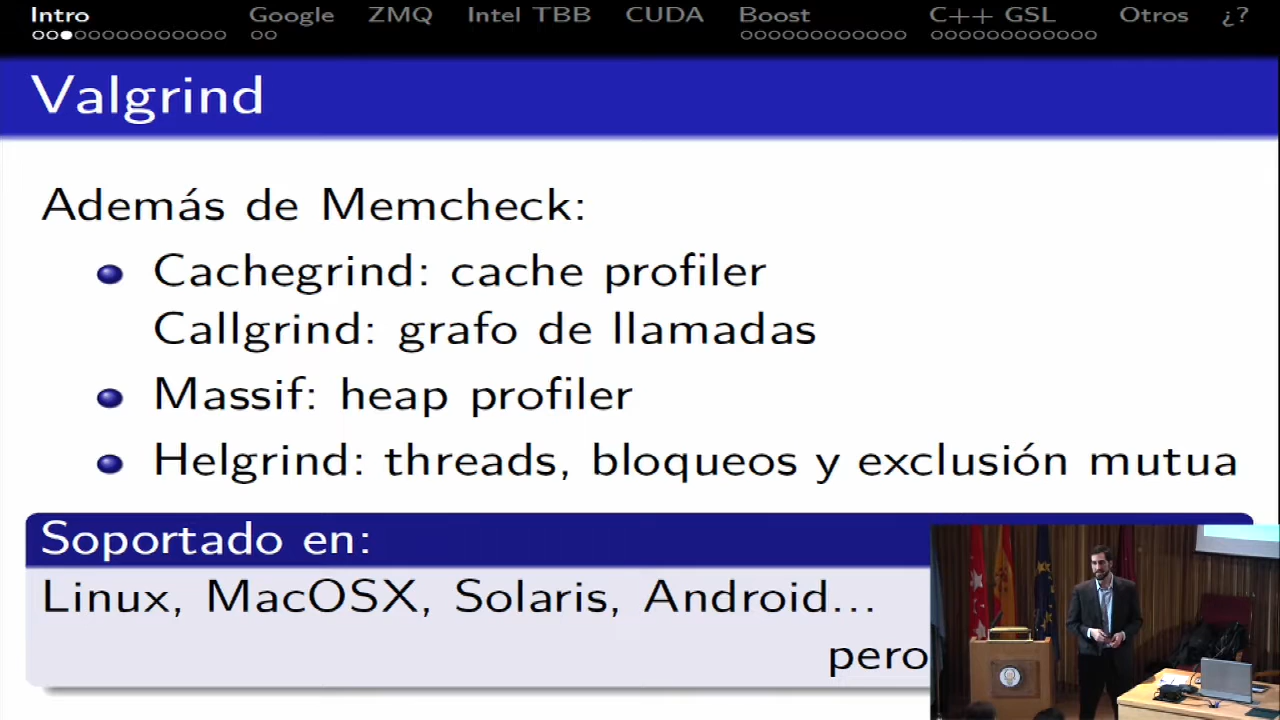 Intro Google ZMQ Intel TBB CUDA Boost C++ GSL Otros ¿?
Valgrind
Además de Memcheck:
Cachegrind: cache profiler
Callgrind: grafo de llamadas
Massif: heap profiler
Helgrind: threads, bloqueos y exclusión mutua
Soportado en:
Linux, MacOSX, Solaris, Android...
pero